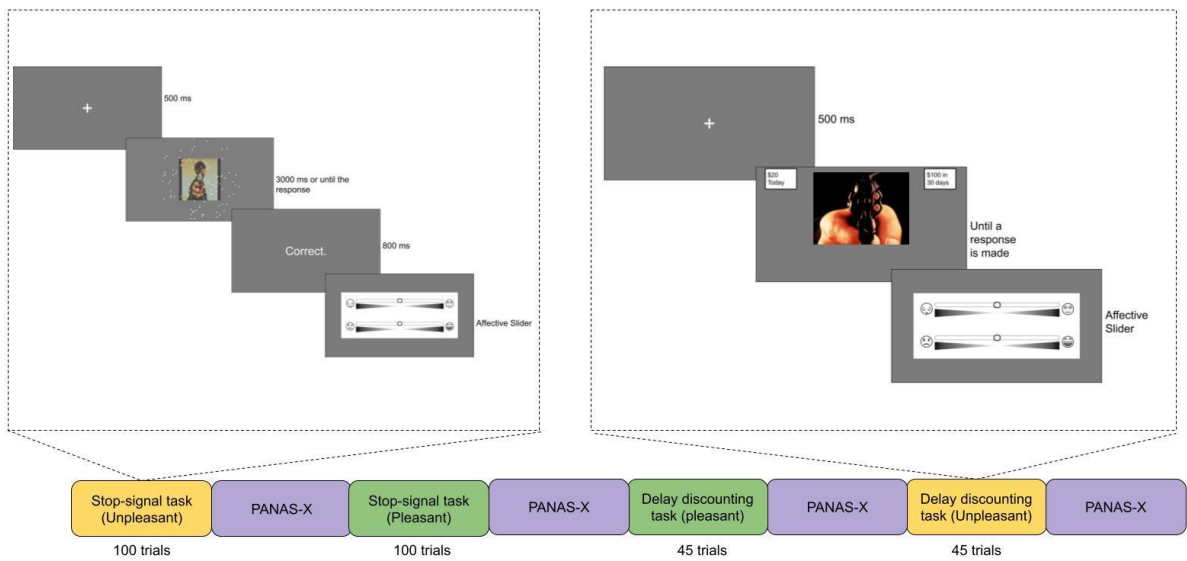 500 ms
3000 ms or until the
response
Correct.
800 ms
Affective Slider
500 ms
$20
Today
$100 in
30 days
Until a
response
is made
Affective
Slider
Stop-signal task
(Unpleasant)
PANAS-X
Stop-signal task
(Pleasant)
PANAS-X
Delay discounting
task (pleasant)
PANAS-X
Delay discounting
task (Unpleasant)
PANAS-X
100 trials
100 trials
45 trials
45 trials